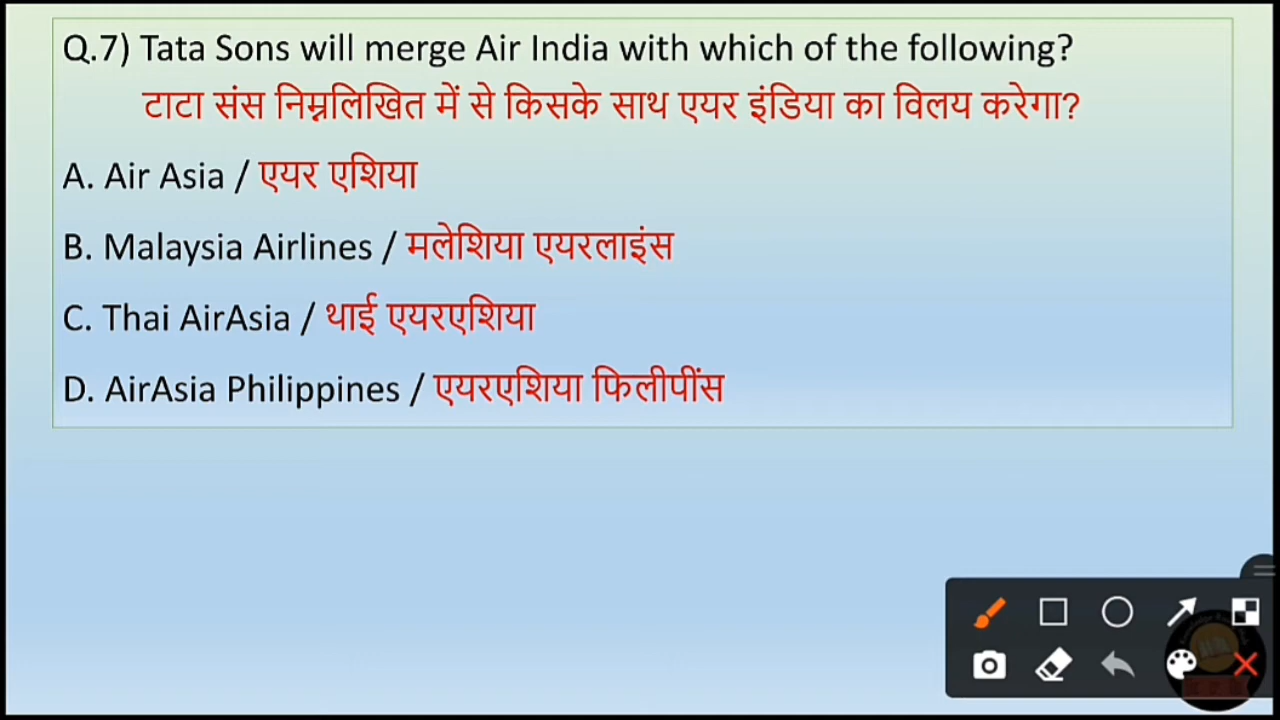 Q.7) Tata Sons will merge Air India with which of the following?
टाटा संस निम्नलिखित में से किसके साथ एयर इंडिया का विलय करेगा?
A. Air Asia / एयर एशिया
B. Malaysia Airlines / मलेशिया एयरलाइंस
C. Thai AirAsia / थाई एयरएशिया
D. AirAsia Philippines / एयरएशिया फिलीपींस